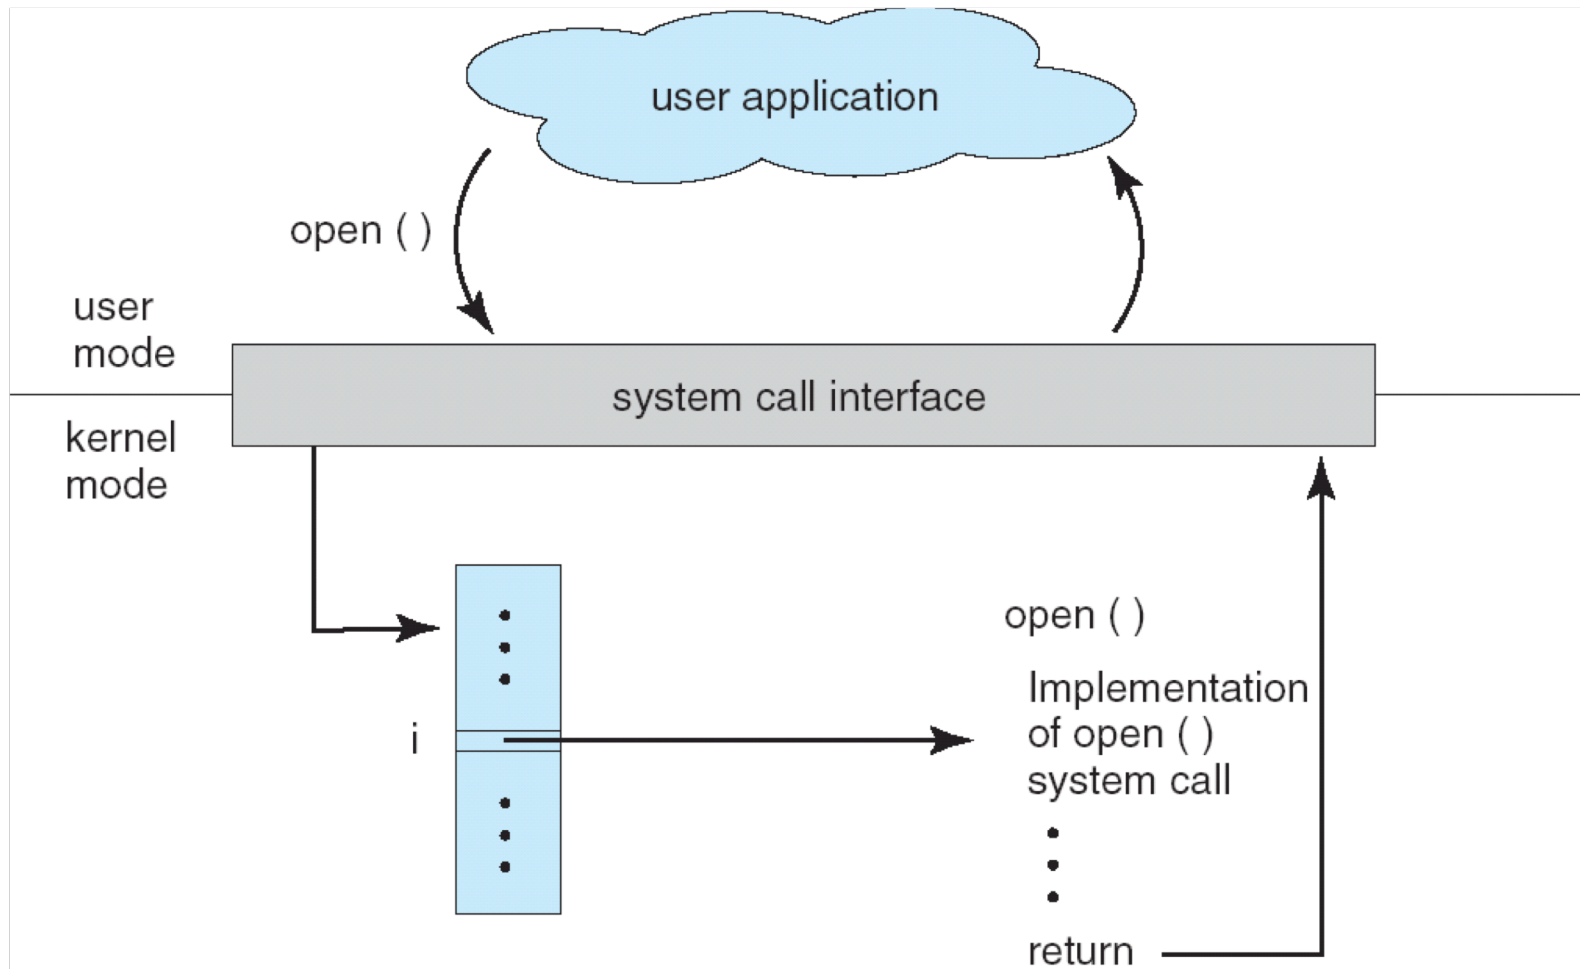 user application
open ( )
user
mode
system call interface
kernel
mode
open ( )
Implementation
of open ( )
system call
i
return